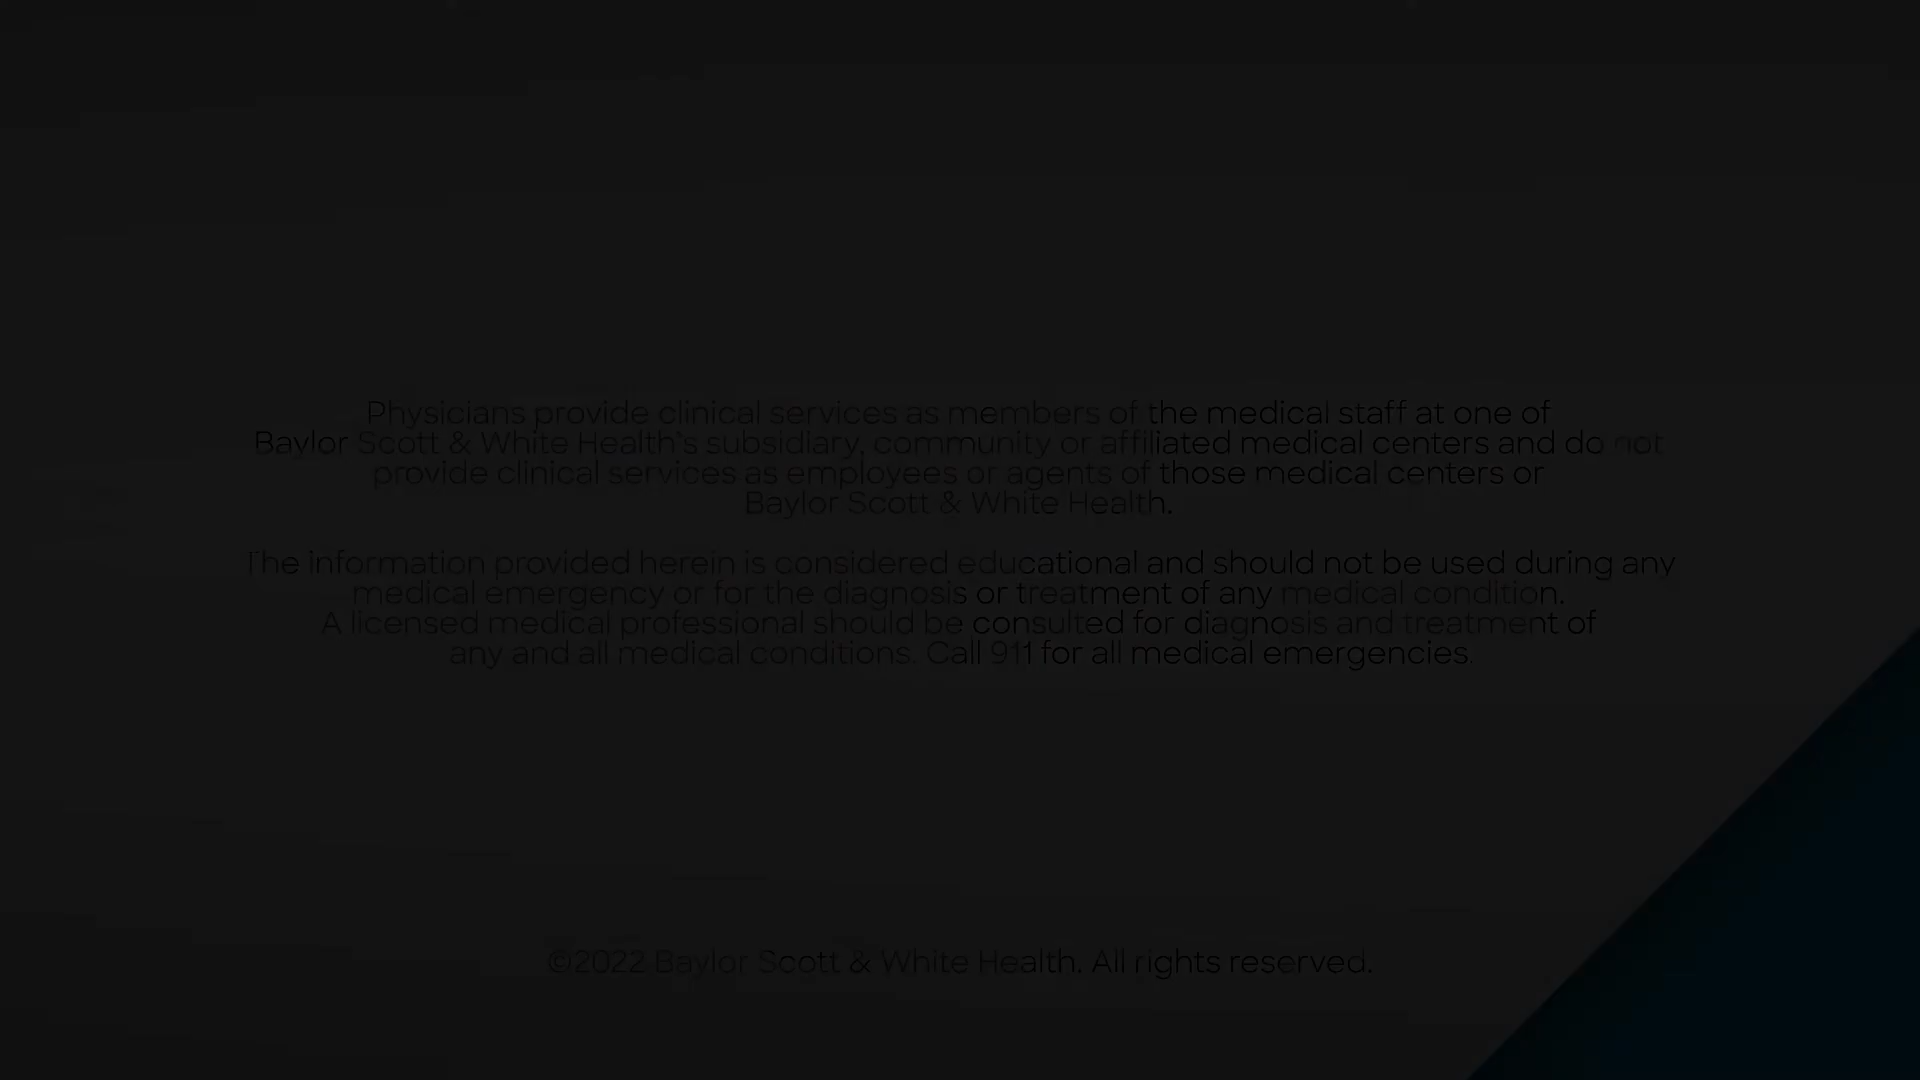 Physicians provide clinical services as members of the medical staff at one of
Baylor Scott & White Health's subsidiary, community or affiliated medical centers and do not
provide clinical services as employees or agents of those medical centers or
Baylor Scott & White Health.
The information provided herein is considered educational and should not be used during any
medical emergency or for the diagnosis or treatment of any medical condition.
A licensed medical professional should be consulted for diagnosis and treatment of
any and all medical conditions. Call 911 for all medical emergencies.
©2022 Baylor Scott & White Health. All rights reserved.